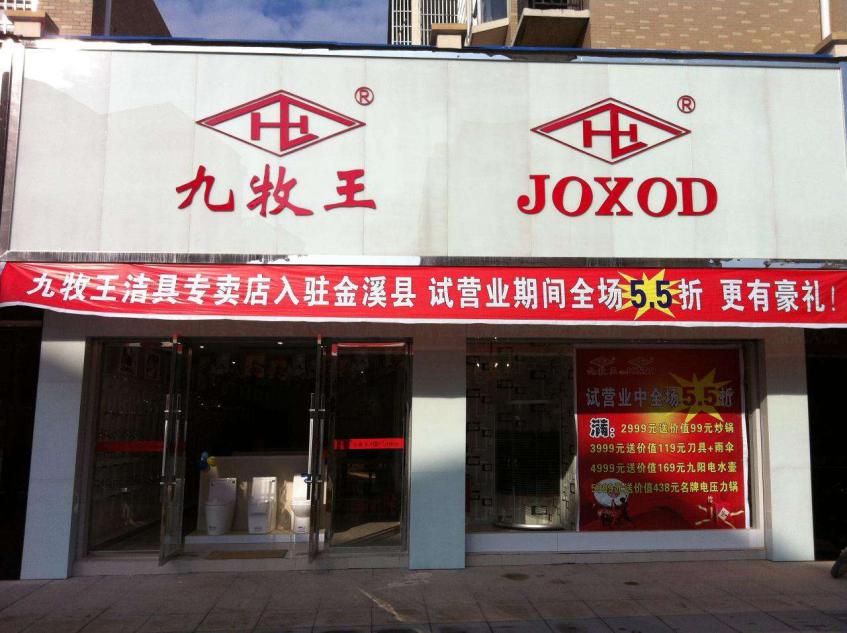 ®
九牧王
®
JOXOD
九牧王洁具专卖店入驻金溪县 试营业期间全场5.5折 更有豪礼!
九牧王 JOXOD
试营业中全场5.5折
满: 2999元送价值99元炒锅
3999元送价值119元刀具+雨伞
4999元送价值169元九阳电水壶
元送价值438元名牌电压力锅